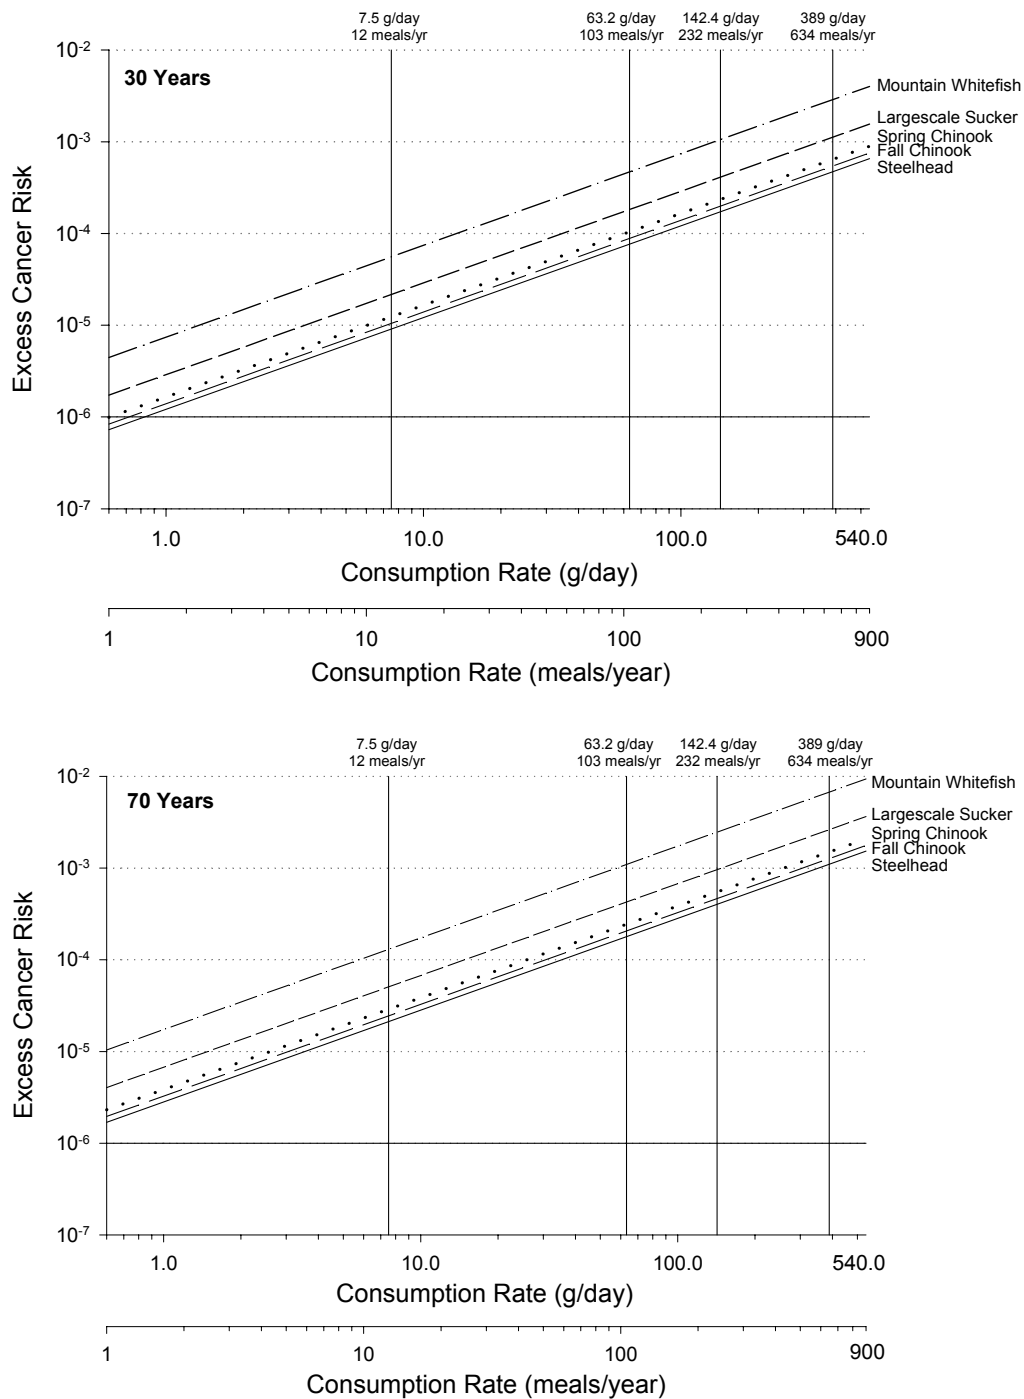 7.5 g/day 63.2 g/day 142.4 g/day 389 g/day
12 meals/yr 103 meals/yr 232 meals/yr 634 meals/yr
10-2
30 Years
Mountain Whitefish
Largescale Sucker
10-3
Spring Chinook
Fall Chinook
Steelhead
Excess Cancer Risk
10-4
10-5
10-6
10-7
1.0 10.0 100.0 540.0
Consumption Rate (g/day)
1 10 100 900
Consumption Rate (meals/year)
7.5 g/day 63.2 g/day 142.4 g/day 389 g/day
12 meals/yr 103 meals/yr 232 meals/yr 634 meals/yr
10-2
Mountain Whitefish
70 Years
Largescale Sucker
Spring Chinook
Fall Chinook
10-3
Steelhead
Excess Cancer Risk
10-4
10-5
10-6
10-7
1.0 10.0 100.0 540.0
Consumption Rate (g/day)
1 10 100 900
Consumption Rate (meals/year)